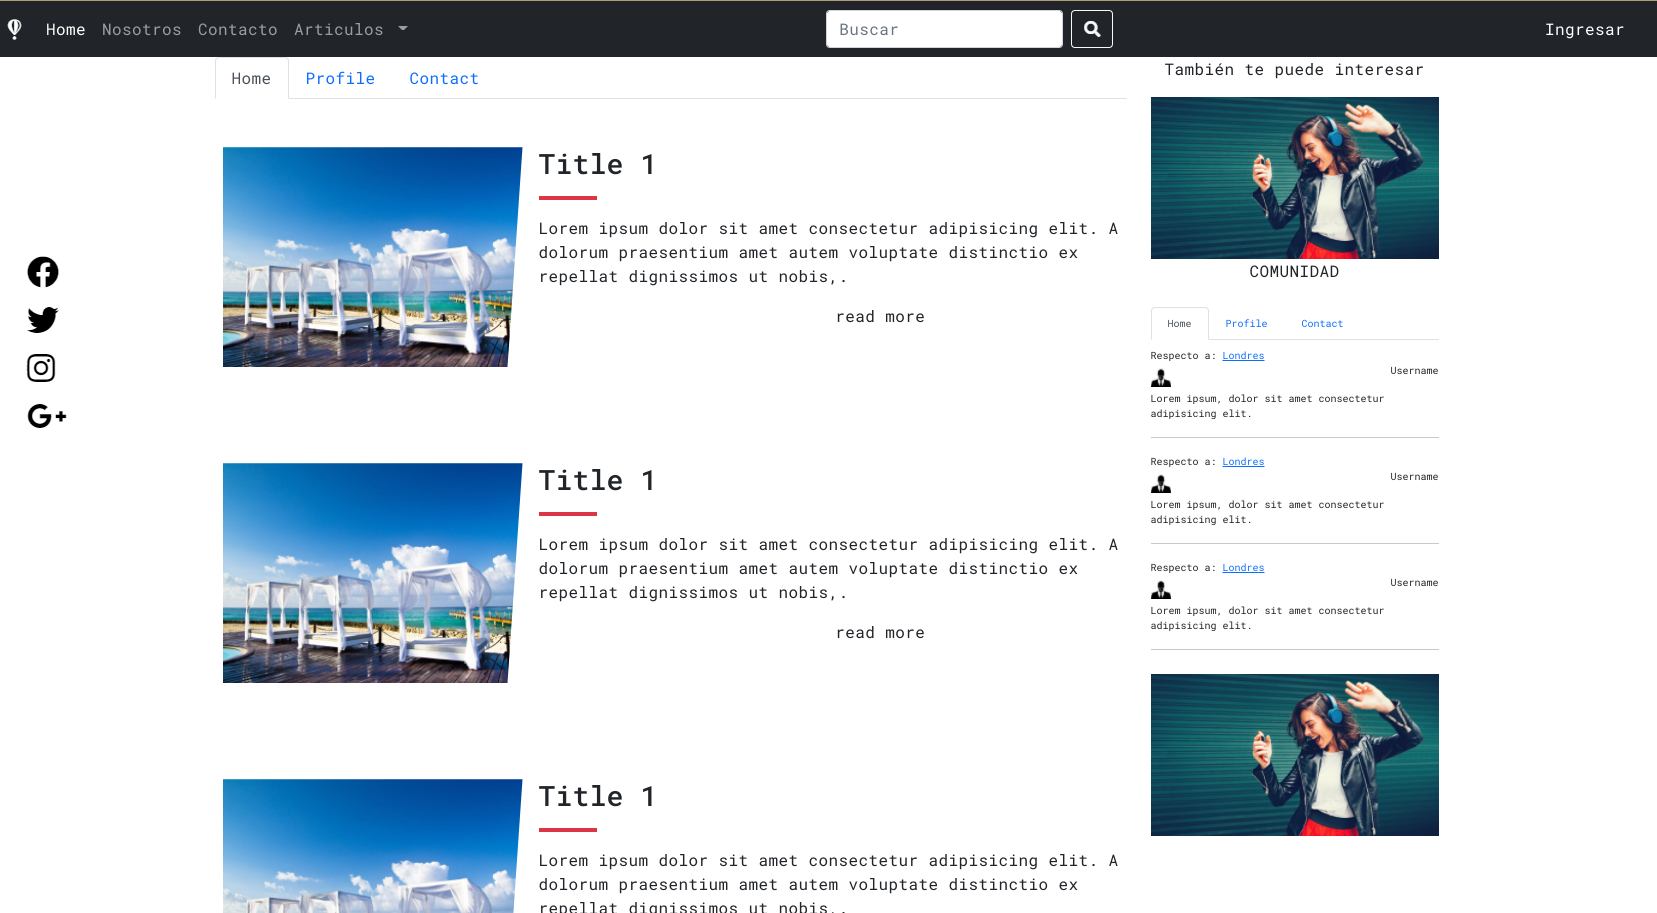 Home Nosotros Contacto Articulos
Buscar
Ingresar
Home Profile Contact
Title 1
Lorem ipsum dolor sit amet consectetur adipisicing elit. A
dolorum praesentium amet autem voluptate distinctio ex
repellat dignissimos ut nobis,.
read more
Title 1
Lorem ipsum dolor sit amet consectetur adipisicing elit. A
dolorum praesentium amet autem voluptate distinctio ex
repellat dignissimos ut nobis,.
read more
Title 1
Lorem ipsum dolor sit amet consectetur adipisicing elit. A
dolorum praesentium amet autem voluptate distinctio ex
repellat dignissimos ut nobis,.
También te puede interesar
COMUNIDAD
Home Profile Contact
Respecto a: Londres
Username
Lorem ipsum, dolor sit amet consectetur
adipisicing elit.
Respecto a: Londres
Username
Lorem ipsum, dolor sit amet consectetur
adipisicing elit.
Respecto a: Londres
Username
Lorem ipsum, dolor sit amet consectetur
adipisicing elit.